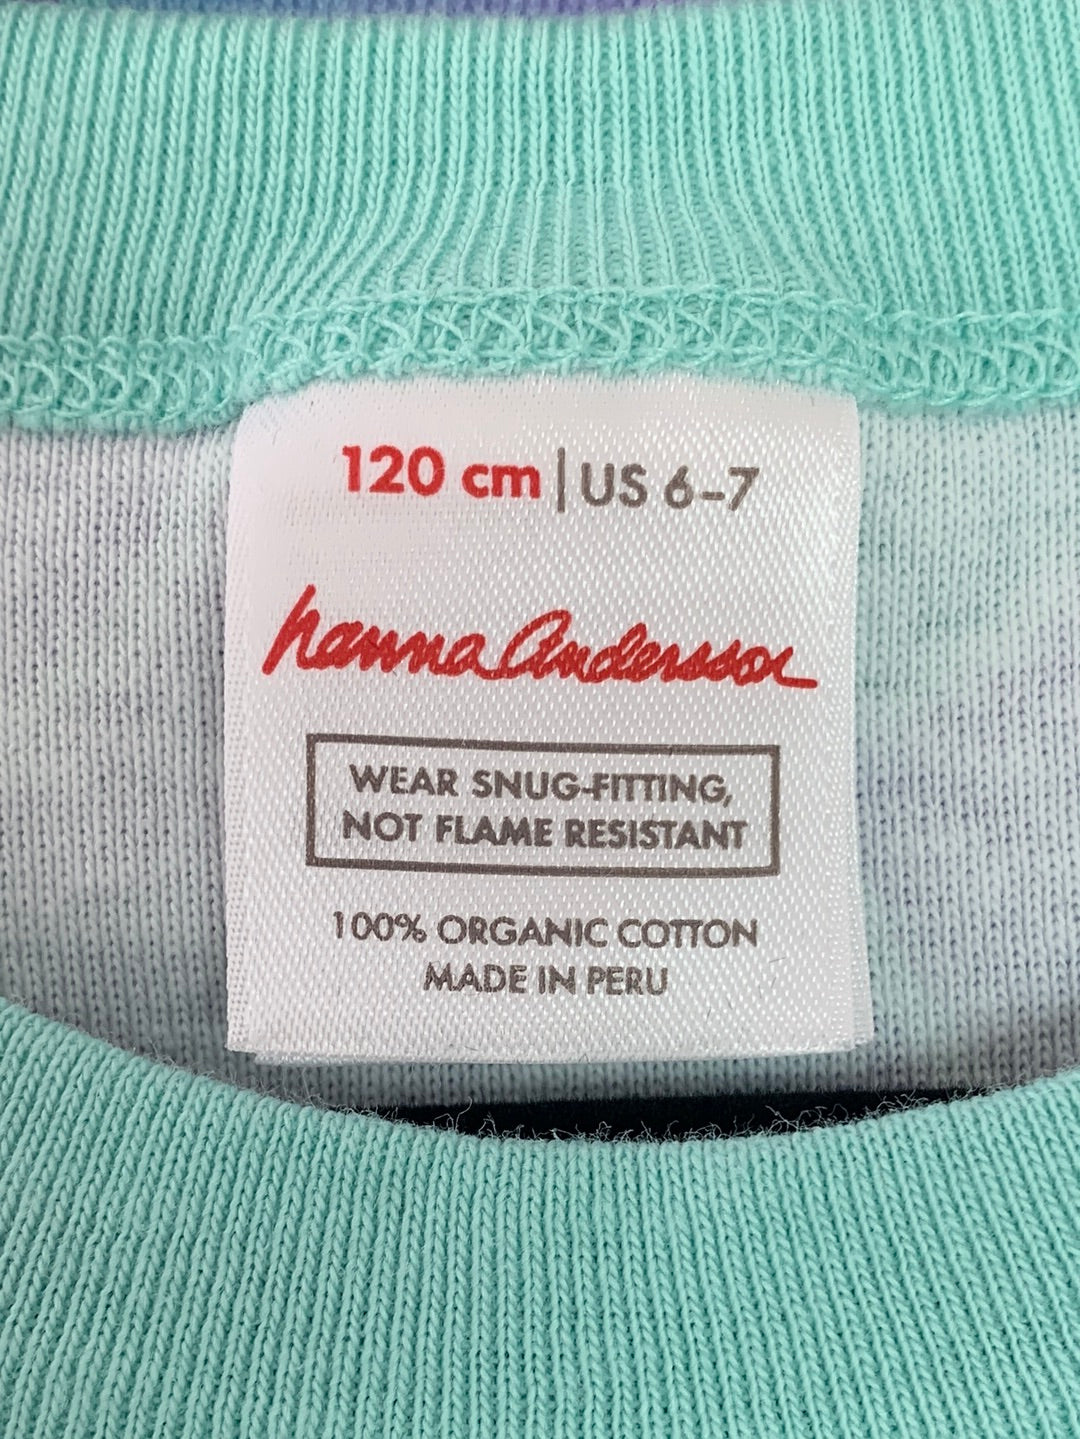 120 cm | US 6-7
hanna Andersson
WEAR SNUG-FITTING,
NOT FLAME RESISTANT
100% ORGANIC COTTON
MADE IN PERU